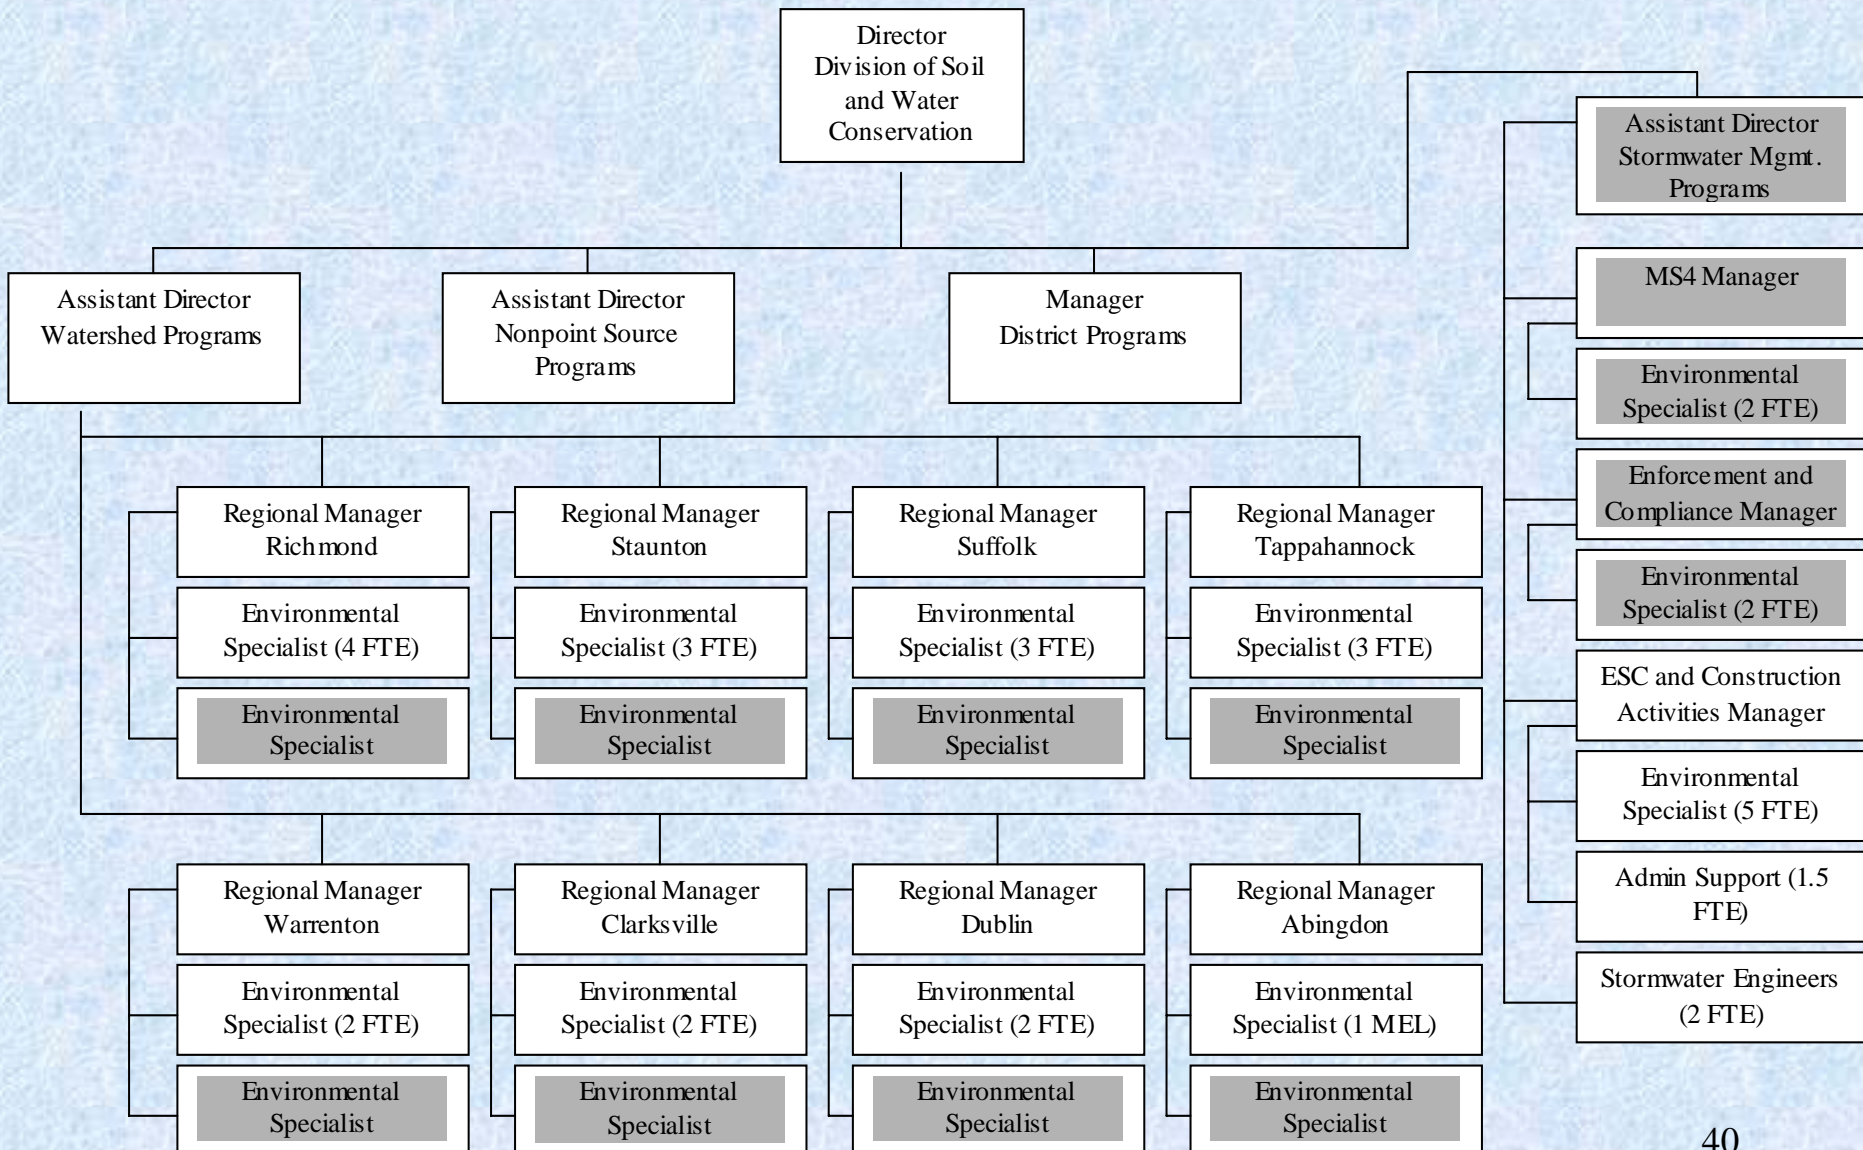 Director
Division of Soil
and Water
Conservation
Assistant Director
Stormwater Mgmt.
Programs
MS4 Manager
Environmental
Specialist (2 FTE)
Enforcement and
Compliance Manager
Environmental
Specialist (2 FTE)
ESC and Construction
Activities Manager
Environmental
Specialist (5 FTE)
Admin Support (1.5
FTE)
Stormwater Engineers
(2 FTE)
Assistant Director
Watershed Programs
Assistant Director
Nonpoint Source
Programs
Manager
District Programs
Regional Manager
Richmond
Environmental
Specialist (4 FTE)
Environmental
Specialist
Regional Manager
Staunton
Environmental
Specialist (3 FTE)
Environmental
Specialist
Regional Manager
Suffolk
Environmental
Specialist (3 FTE)
Environmental
Specialist
Regional Manager
Tappahannock
Environmental
Specialist (3 FTE)
Environmental
Specialist
Regional Manager
Warrenton
Environmental
Specialist (2 FTE)
Environmental
Specialist
Regional Manager
Clarksville
Environmental
Specialist (2 FTE)
Environmental
Specialist
Regional Manager
Dublin
Environmental
Specialist (2 FTE)
Environmental
Specialist
Regional Manager
Abingdon
Environmental
Specialist (1 MEL)
Environmental
Specialist
40